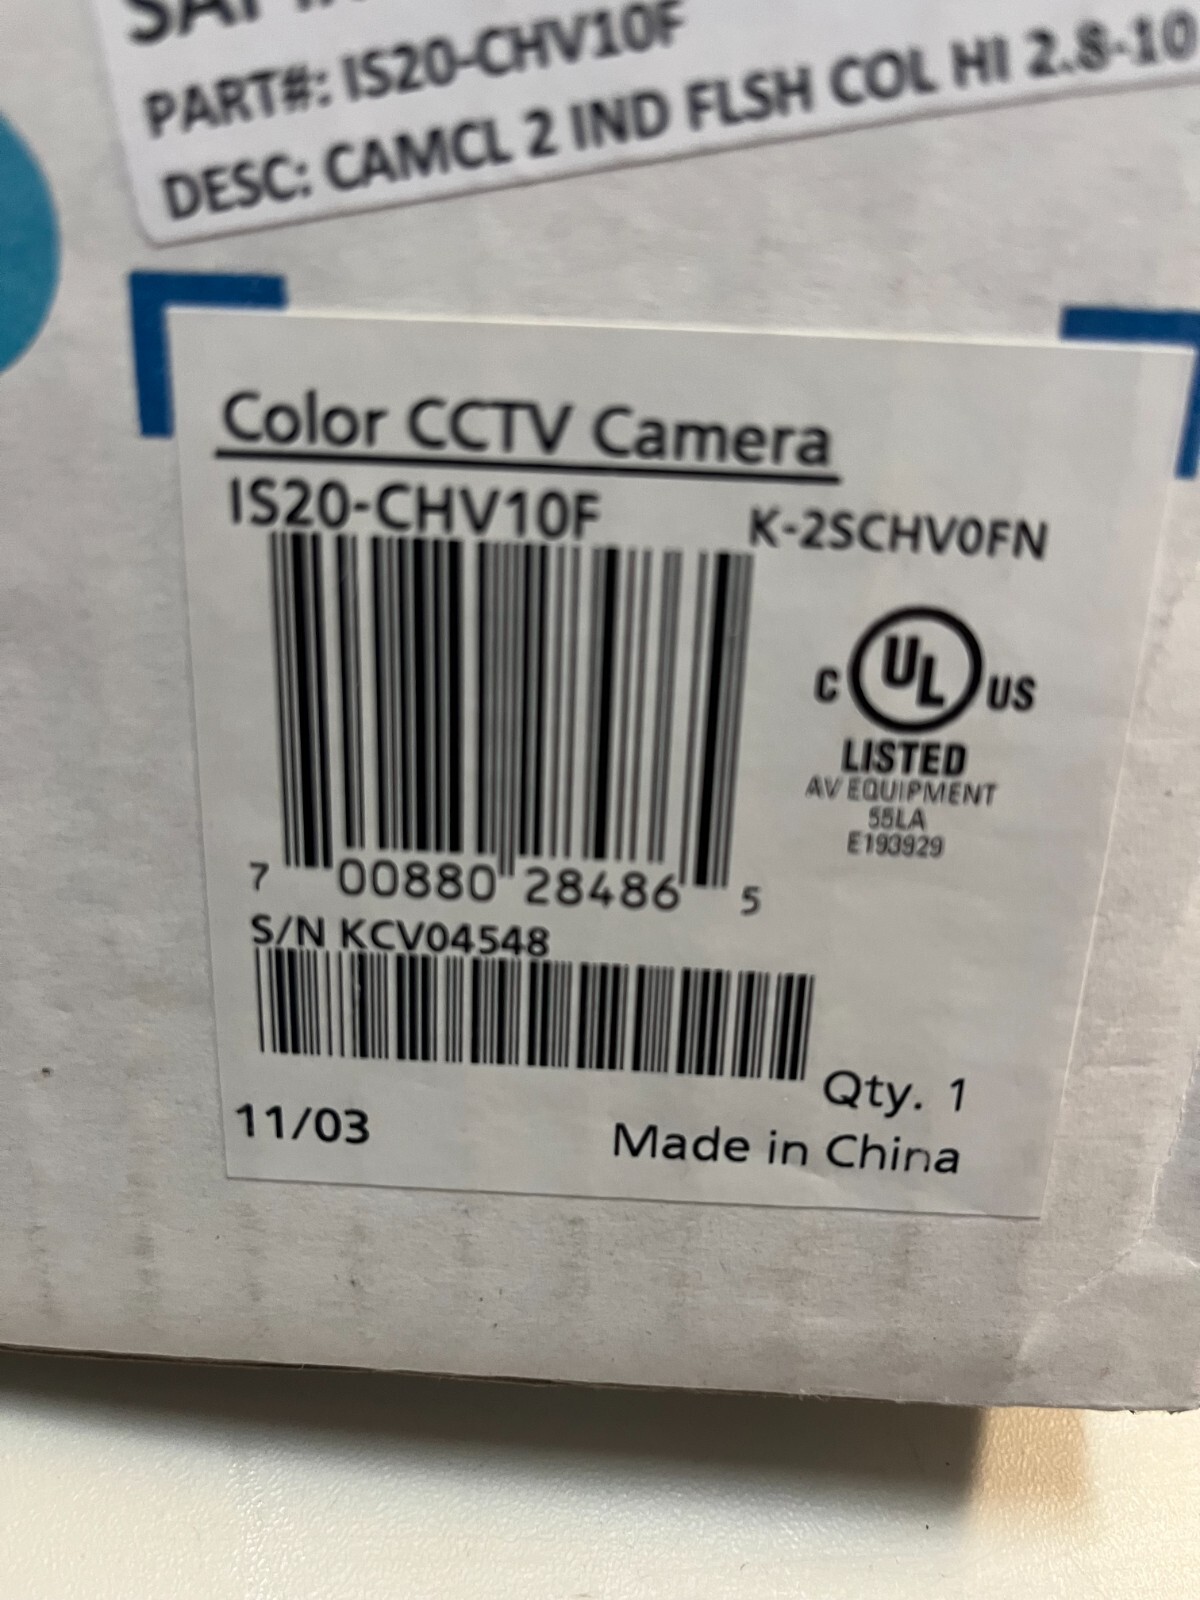 PART#: IS20-CHV10F
DESC: CAMCL 2 IND FLSH COL HI 2.8-10
Color CCTV Camera
IS20-CHV10F K-2SCHV0FN
C UL US
LISTED
AV EQUIPMENT
55LA
E193929
7 00880 28486 5
S/N KCV04548
Qty. 1
11/03 Made in China